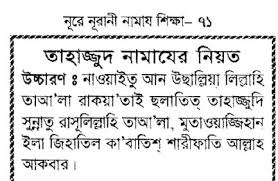 নূরে নূরানী নামায শিক্ষা- ৭১
তাহাজ্জুদ নামাযের নিয়ত
উচ্চারণ : নাওয়াইতু আন উছাল্লিয়া লিল্লাহি
তাআ'লা রাকয়া'তাই ছলাতিত্ তাহাজ্জুদি
সুন্নাতু রাসূলিল্লাহি তাআ'লা, মুতাওয়াজ্জিহান
ইলা জিহাতিল কা'বাতিশ্ শারীফাতি আল্লাহু
আকবার।